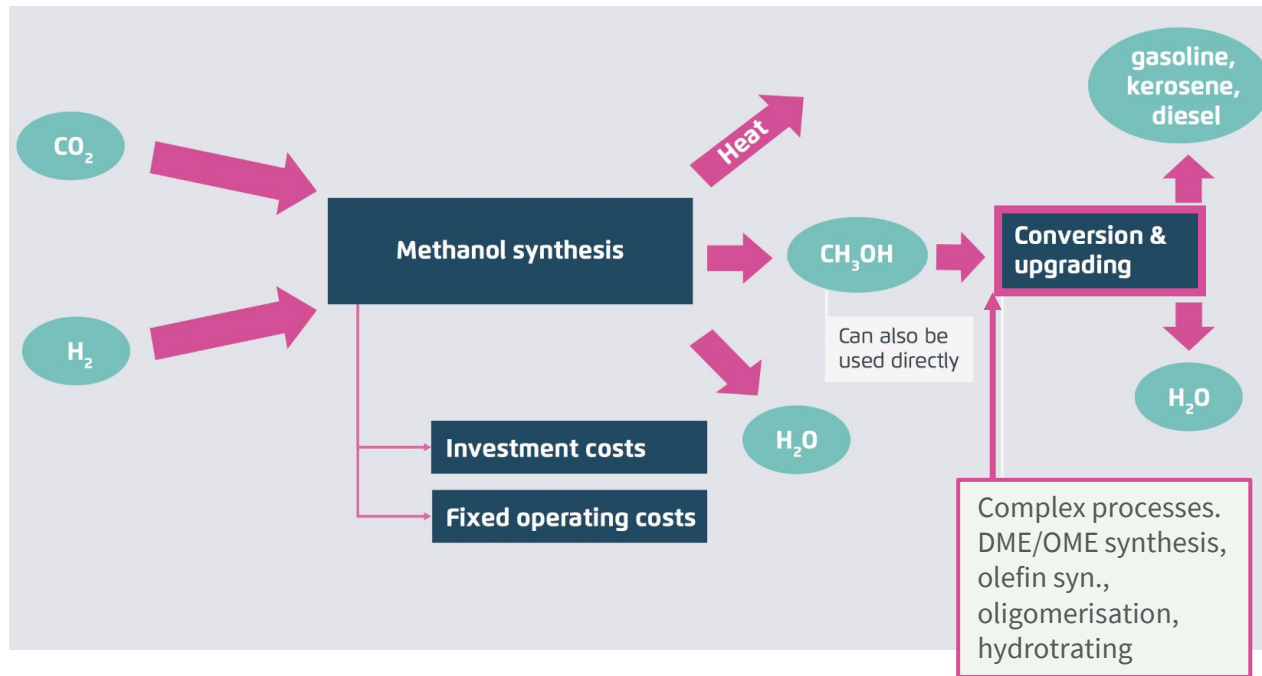 CO₂
H₂
Methanol synthesis
Investment costs
Fixed operating costs
Heat
CH₃OH
Can also be
used directly
H₂O
Conversion &
upgrading
gasoline,
kerosene,
diesel
H₂O
Complex processes.
DME/OME synthesis,
olefin syn.,
oligomerisation,
hydrotrating